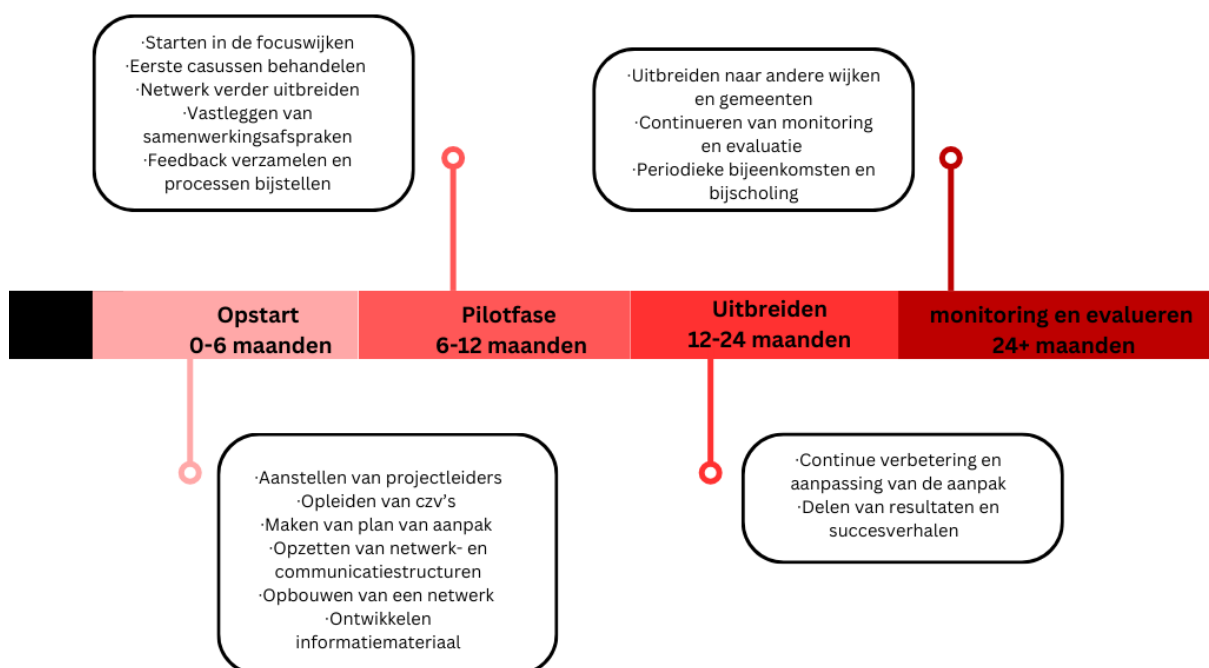 ·Starten in de focuswijken
·Eerste casussen behandelen
·Netwerk verder uitbreiden
·Vastleggen van
samenwerkingsafspraken
·Feedback verzamelen en
processen bijstellen
·Uitbreiden naar andere wijken
en gemeenten
·Continueren van monitoring
en evaluatie
·Periodieke bijeenkomsten en
bijscholing
Opstart
0-6 maanden
Pilotfase
6-12 maanden
Uitbreiden
12-24 maanden
monitoring en evalueren
24+ maanden
·Aanstellen van projectleiders
·Opleiden van czv's
·Maken van plan van aanpak
·Opzetten van netwerk- en
communicatiestructuren
·Opbouwen van een netwerk
·Ontwikkelen
informatiemateriaal
·Continue verbetering en
aanpassing van de aanpak
·Delen van resultaten en
succesverhalen